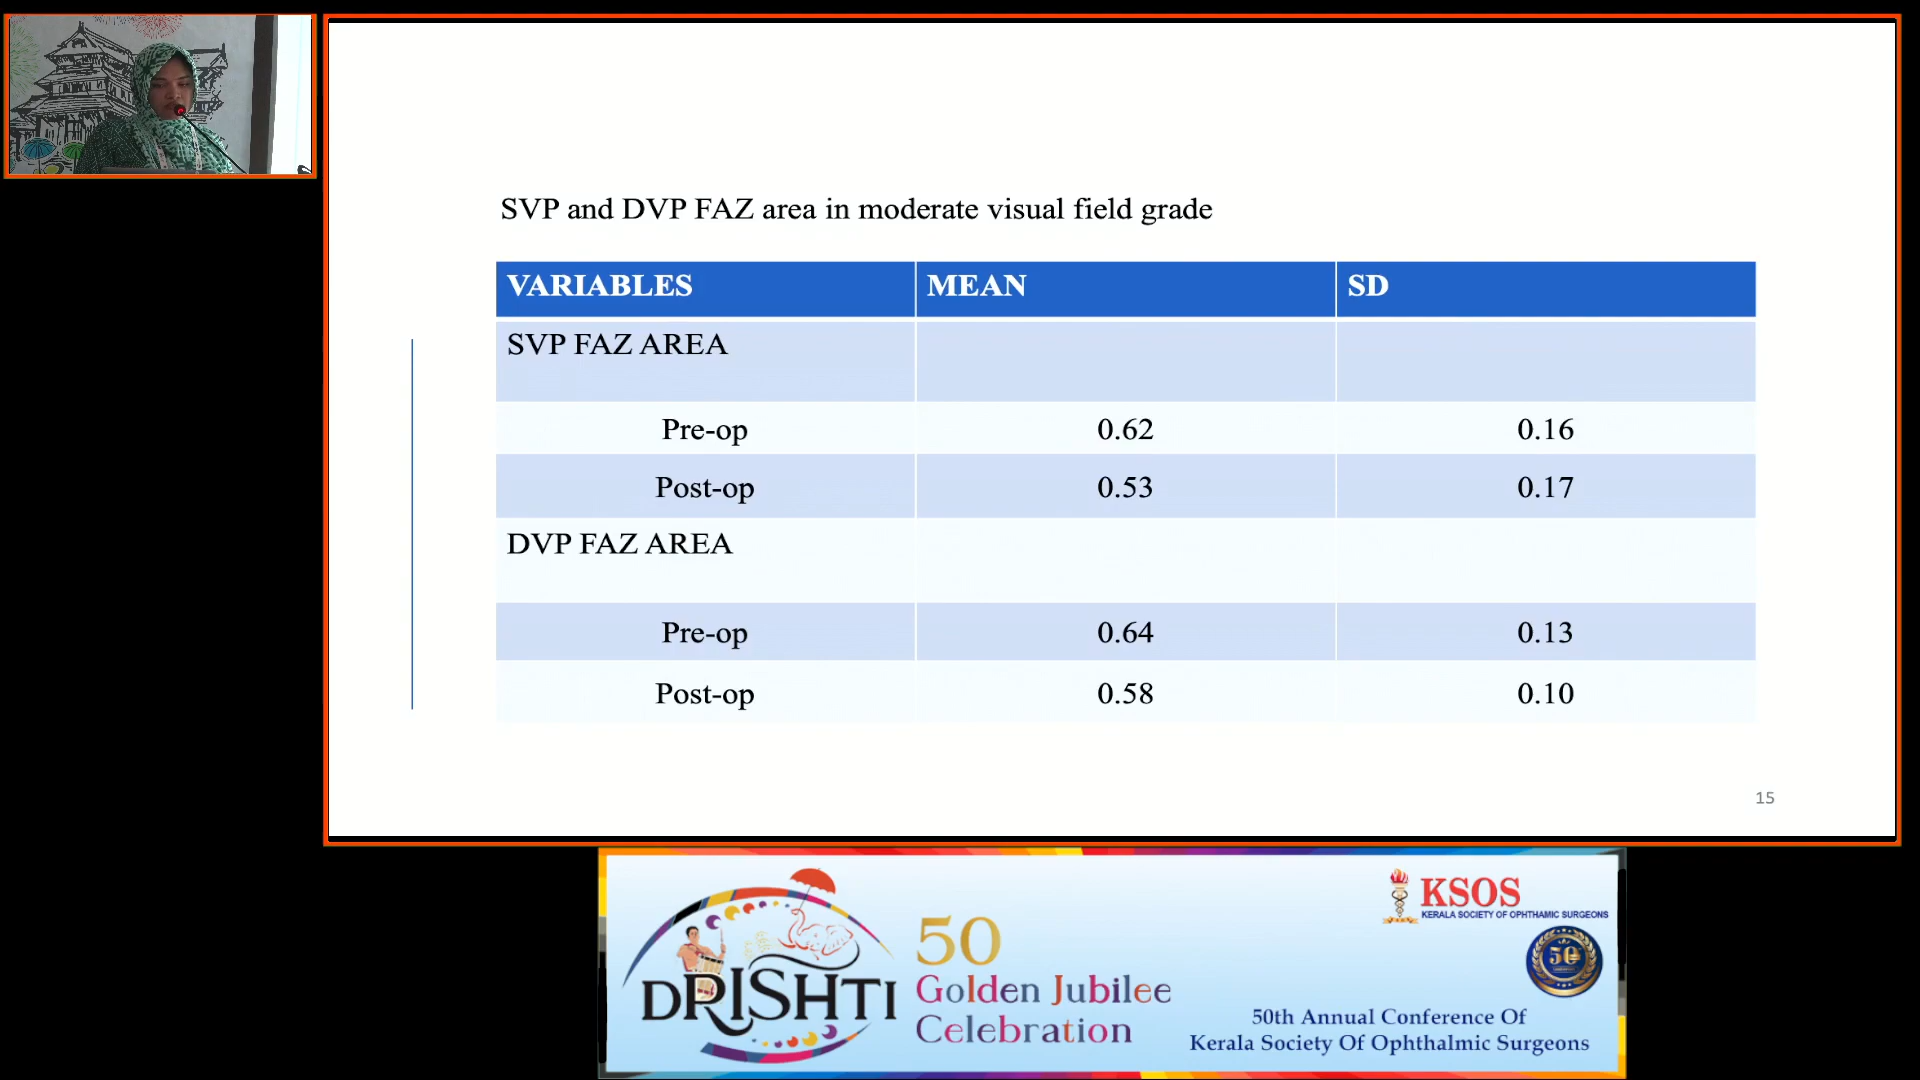 SVP and DVP FAZ area in moderate visual field grade
VARIABLES MEAN SD
SVP FAZ AREA
Pre-op 0.62 0.16
Post-op 0.53 0.17
DVP FAZ AREA
Pre-op 0.64 0.13
Post-op 0.58 0.10
15
DRISHTI
50
Golden Jubilee
Celebration
KSOS
KERALA SOCIETY OF OPHTHAMIC SURGEONS
50
50th Annual Conference Of
Kerala Society Of Ophthalmic Surgeons